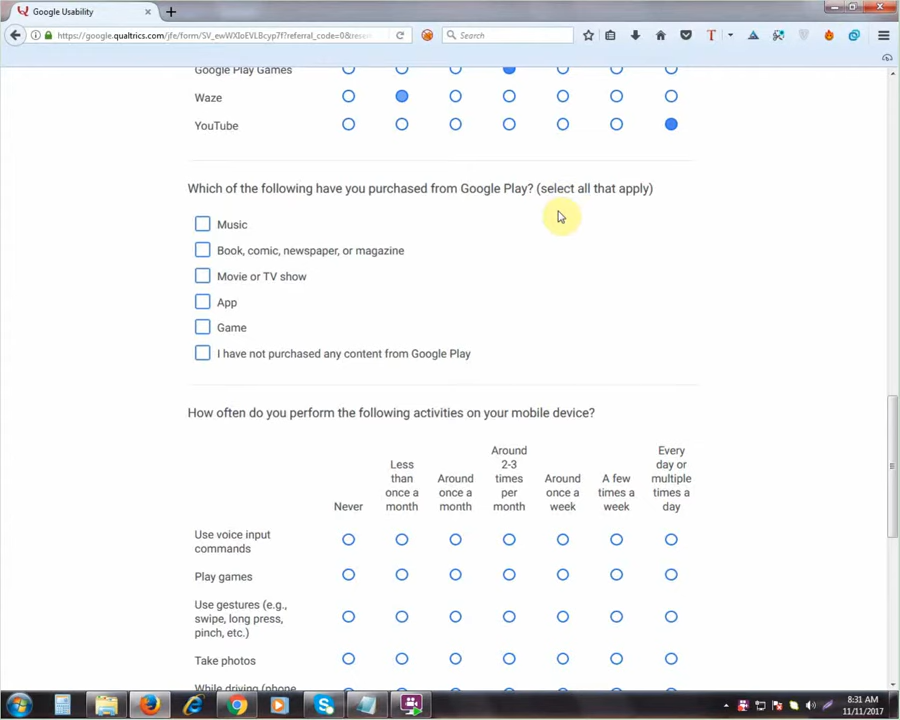 Google Usability
https://google.qualtrics.com/jfe/form/SV_ewWXIoEVLBcyp7f?referral_code=0&rese
Search
Google Play Games
Waze
YouTube
Which of the following have you purchased from Google Play? (select all that apply)
Music
Book, comic, newspaper, or magazine
Movie or TV show
App
Game
I have not purchased any content from Google Play
How often do you perform the following activities on your mobile device?
Never
Less than once a month
Around once a month
Around 2-3 times per month
Around once a week
A few times a week
Every day or multiple times a day
Use voice input
commands
Play games
Use gestures (e.g.,
swipe, long press,
pinch, etc.)
Take photos
While driving (phone
8:31 AM
11/11/2017